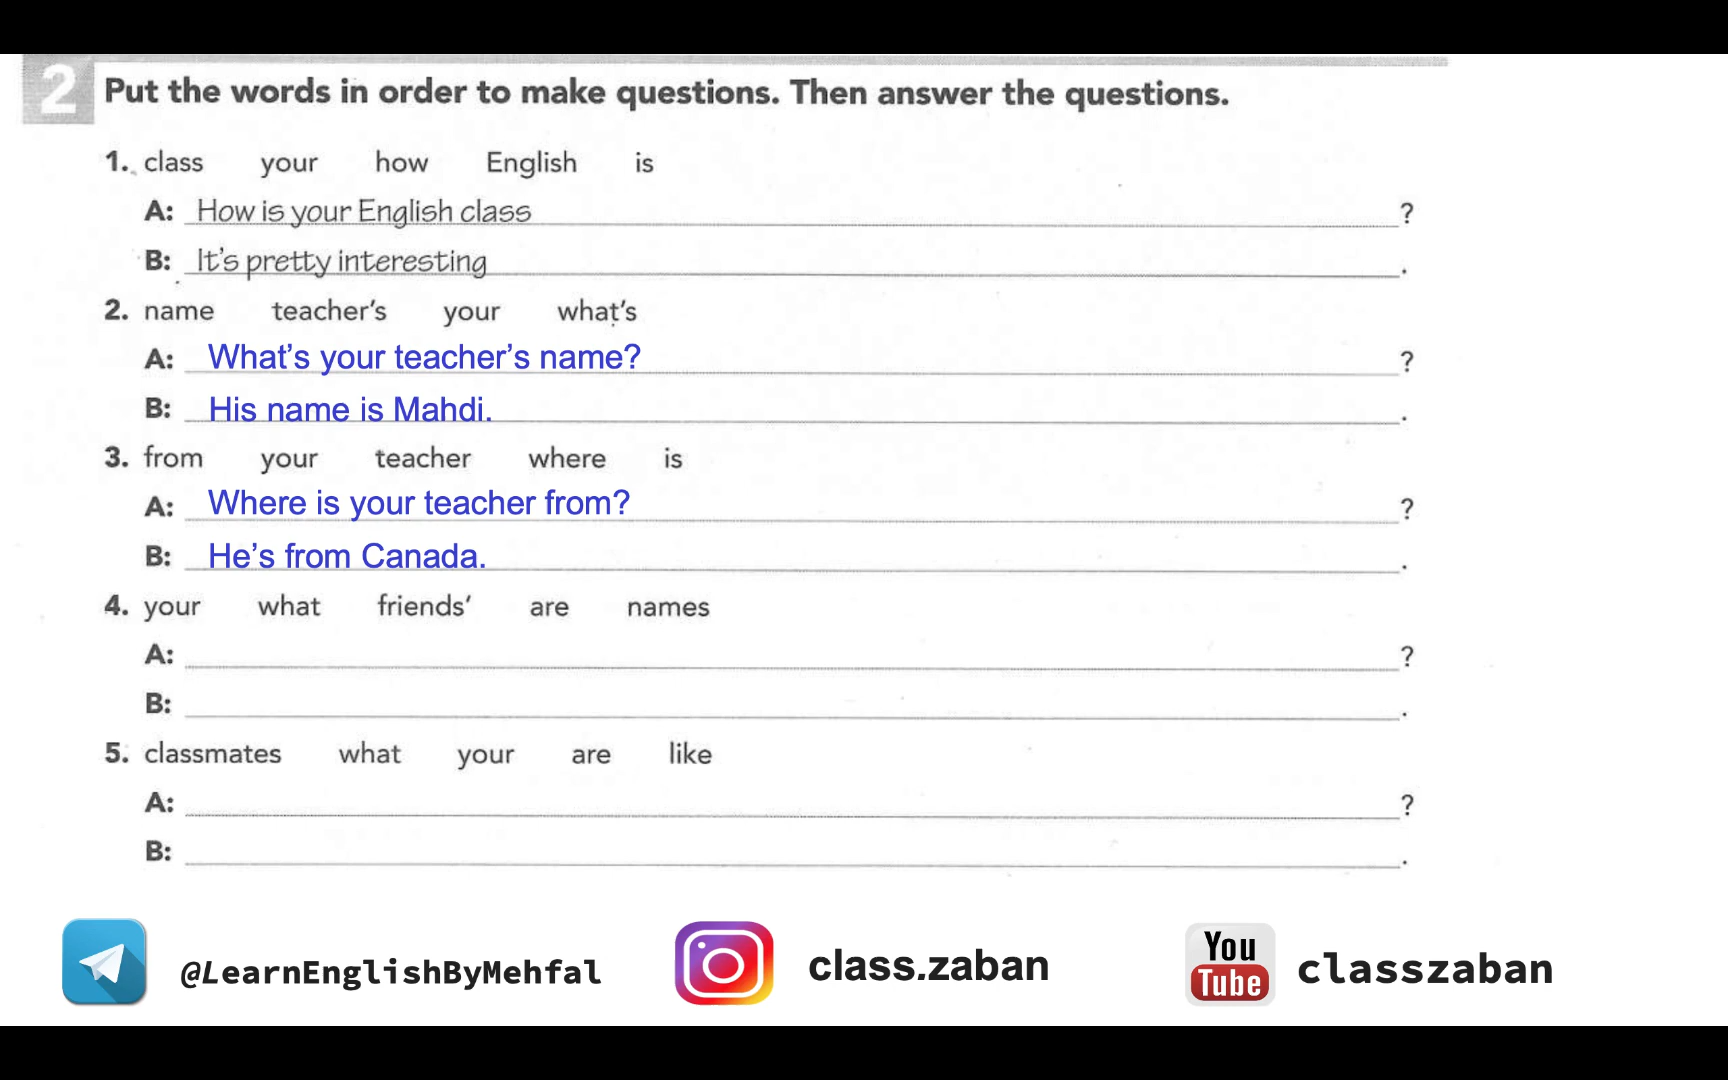 2 Put the words in order to make questions. Then answer the questions.
1. class your how English is
A: How is your English class ?
B: It's pretty interesting .
2. name teacher's your what's
A: What's your teacher's name? ?
B: His name is Mahdi. .
3. from your teacher where is
A: Where is your teacher from? ?
B: He's from Canada. .
4. your what friends' are names
A: ?
B: .
5. classmates what your are like
A: ?
B: .
@LearnEnglishByMehfal class.zaban You Tube classzaban